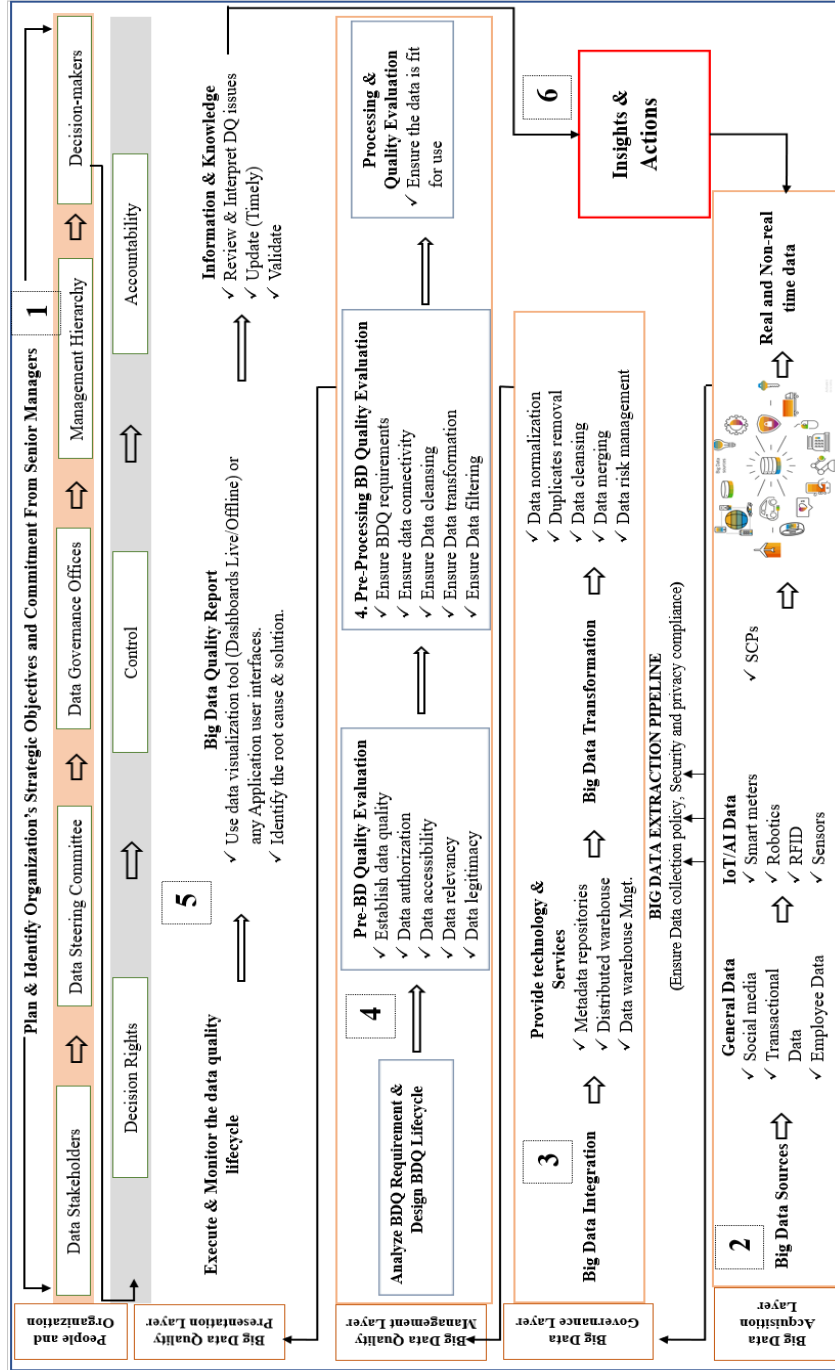 Plan & Identify Organization's Strategic Objectives and Commitment From Senior Managers
1
People and
Organization
Data Stakeholders
Data Steering Committee
Data Governance Offices
Management Hierarchy
Decision-makers
Decision Rights
Control
Accountability
Big Data Quality
Presentation Layer
Execute & Monitor the data quality
lifecycle
5
Big Data Quality Report
✓ Use data visualization tool (Dashboards Live/Offline) or
any Application user interfaces.
✓ Identify the root cause & solution.
Information & Knowledge
✓ Review & Interpret DQ issues
✓ Update (Timely)
✓ Validate
Big Data Quality
Management Layer
Analyze BDQ Requirement &
Design BDQ Lifecycle
4
Pre-BD Quality Evaluation
✓ Establish data quality
✓ Data authorization
✓ Data accessibility
✓ Data relevancy
✓ Data legitimacy
4. Pre-Processing BD Quality Evaluation
✓ Ensure BDQ requirements
✓ Ensure data connectivity
✓ Ensure Data cleansing
✓ Ensure Data transformation
✓ Ensure Data filtering
Processing &
Quality Evaluation
✓ Ensure the data is fit
for use
Big Data
Governance Layer
3
Big Data Integration
Provide technology &
Services
✓ Metadata repositories
✓ Distributed warehouse
✓ Data warehouse Mngt.
Big Data Transformation
✓ Data normalization
✓ Duplicates removal
✓ Data cleansing
✓ Data merging
✓ Data risk management
6
Insights &
Actions
BIG DATA EXTRACTION PIPELINE
(Ensure Data collection policy, Security and privacy compliance)
Big Data
Acquisition
Layer
2
Big Data Sources
General Data
✓ Social media
✓ Transactional
Data
✓ Employee Data
IoT/AI Data
✓ Smart meters
✓ Robotics
✓ RFID
✓ Sensors
✓ SCPs
Big Data
Real and Non-real
time data